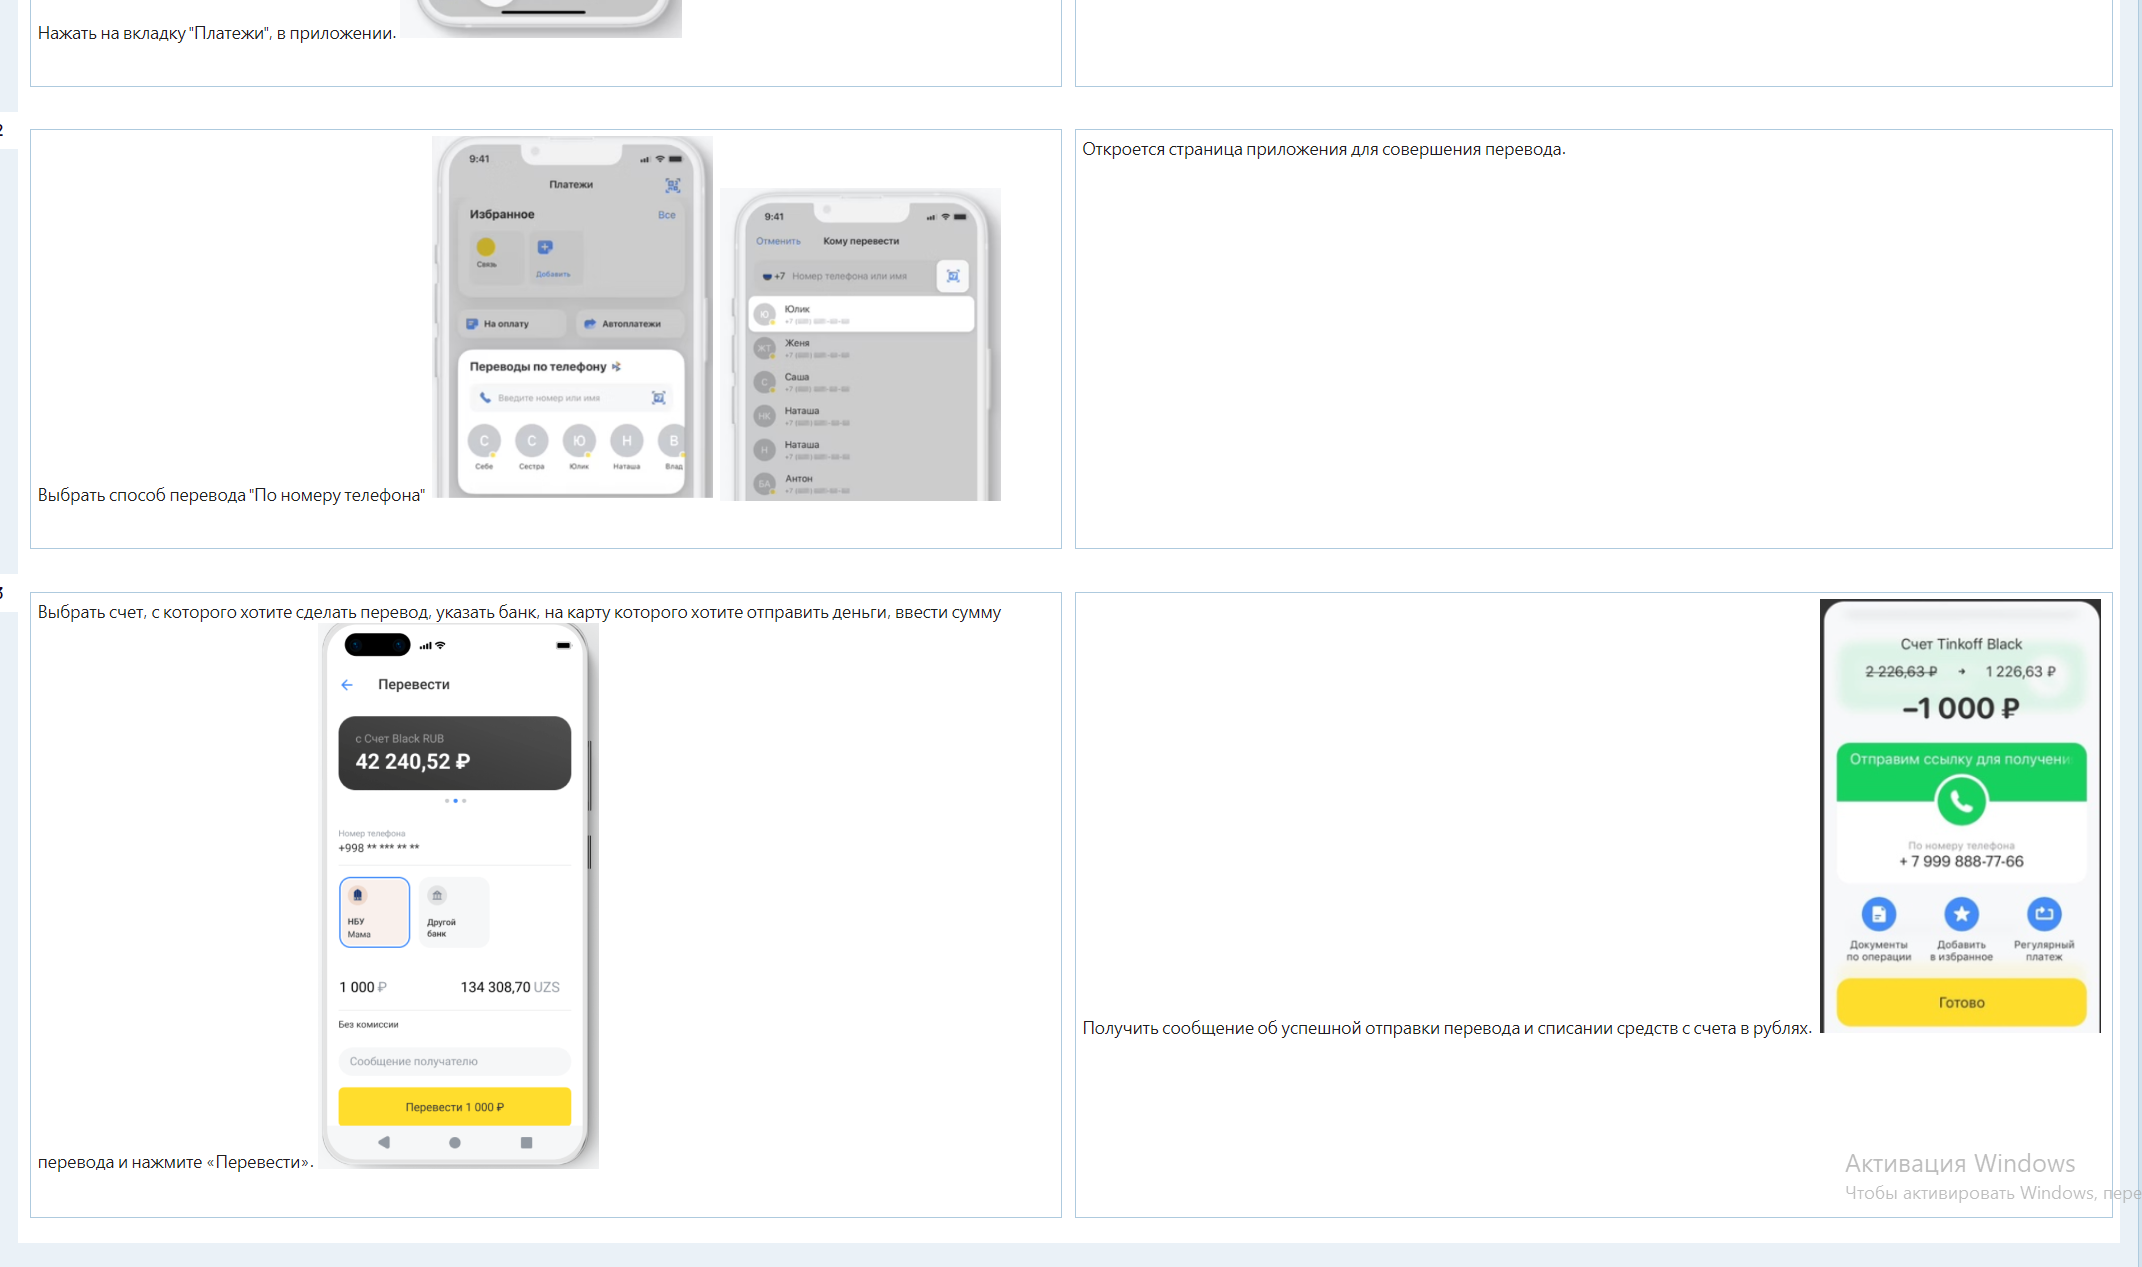 Нажать на вкладку "Платежи", в приложении.
2
9:41
Платежи
Избранное
Все
Связь
Добавить
На оплату
Автоплатежи
Переводы по телефону
Введите номер или имя
С
С
Ю
Н
В
Себе
Сестра
Юлик
Наташа
Влад
9:41
Отменить
Кому перевести
+7 Номер телефона или имя
Ю
Юлик
ЖТ
Женя
С
Саша
НК
Наташа
Н
Наташа
БА
Антон
Выбрать способ перевода "По номеру телефона"
Откроется страница приложения для совершения перевода.
3
Выбрать счет, с которого хотите сделать перевод, указать банк, на карту которого хотите отправить деньги, ввести сумму
Перевести
с Счет Black RUB
42 240,52 ₽
Номер телефона
+998 ** *** ** **
НБУ
Мама
Другой
банк
1 000 ₽
134 308,70 UZS
Без комиссии
Сообщение получателю
Перевести 1 000 ₽
перевода и нажмите «Перевести».
Счет Tinkoff Black
2 226,63 ₽ → 1 226,63 ₽
–1 000 ₽
Отправим ссылку для получени
По номеру телефона
+ 7 999 888-77-66
Документы
по операции
Добавить
в избранное
Регулярный
платеж
Готово
Получить сообщение об успешной отправки перевода и списании средств с счета в рублях.
Активация Windows
Чтобы активировать Windows, пере